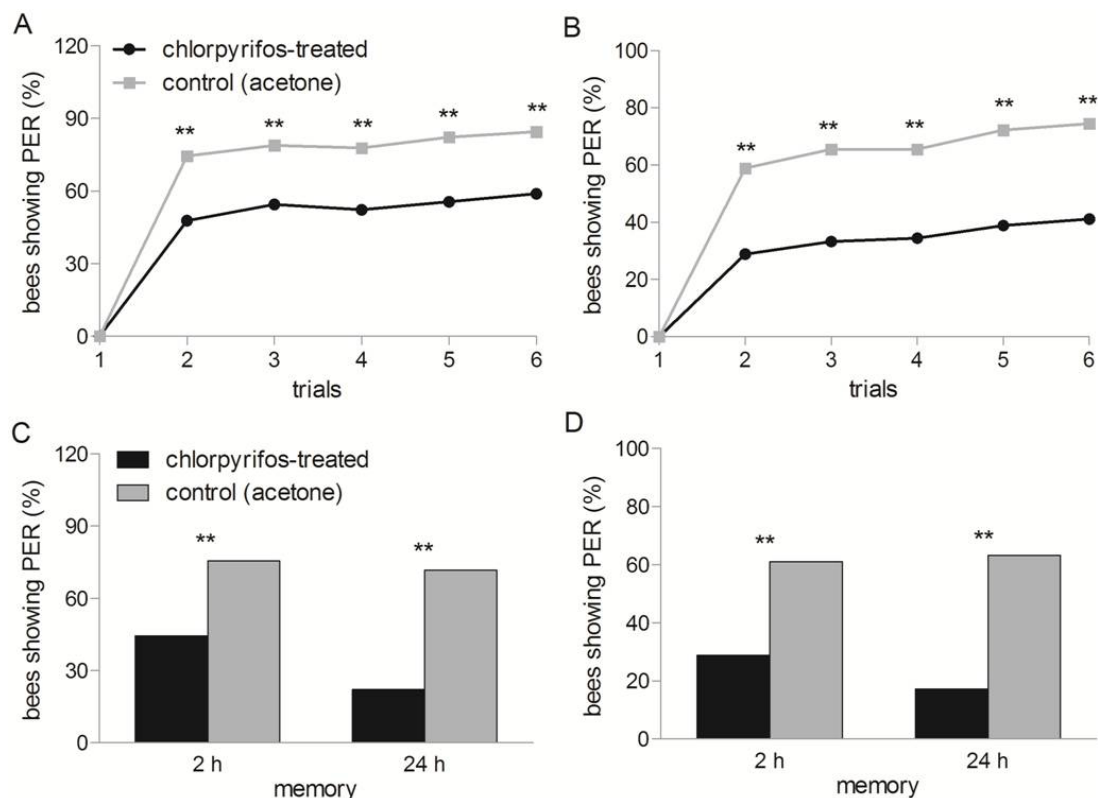 A
120
90
60
30
0
bees showing PER (%)
chlorpyrifos-treated
control (acetone)
** ** ** ** **
1 2 3 4 5 6
trials
B
100
80
60
40
20
0
bees showing PER (%)
** ** ** ** **
1 2 3 4 5 6
trials
C
120
90
60
30
0
bees showing PER (%)
chlorpyrifos-treated
control (acetone)
** **
2 h 24 h
memory
D
100
80
60
40
20
0
bees showing PER (%)
** **
2 h 24 h
memory